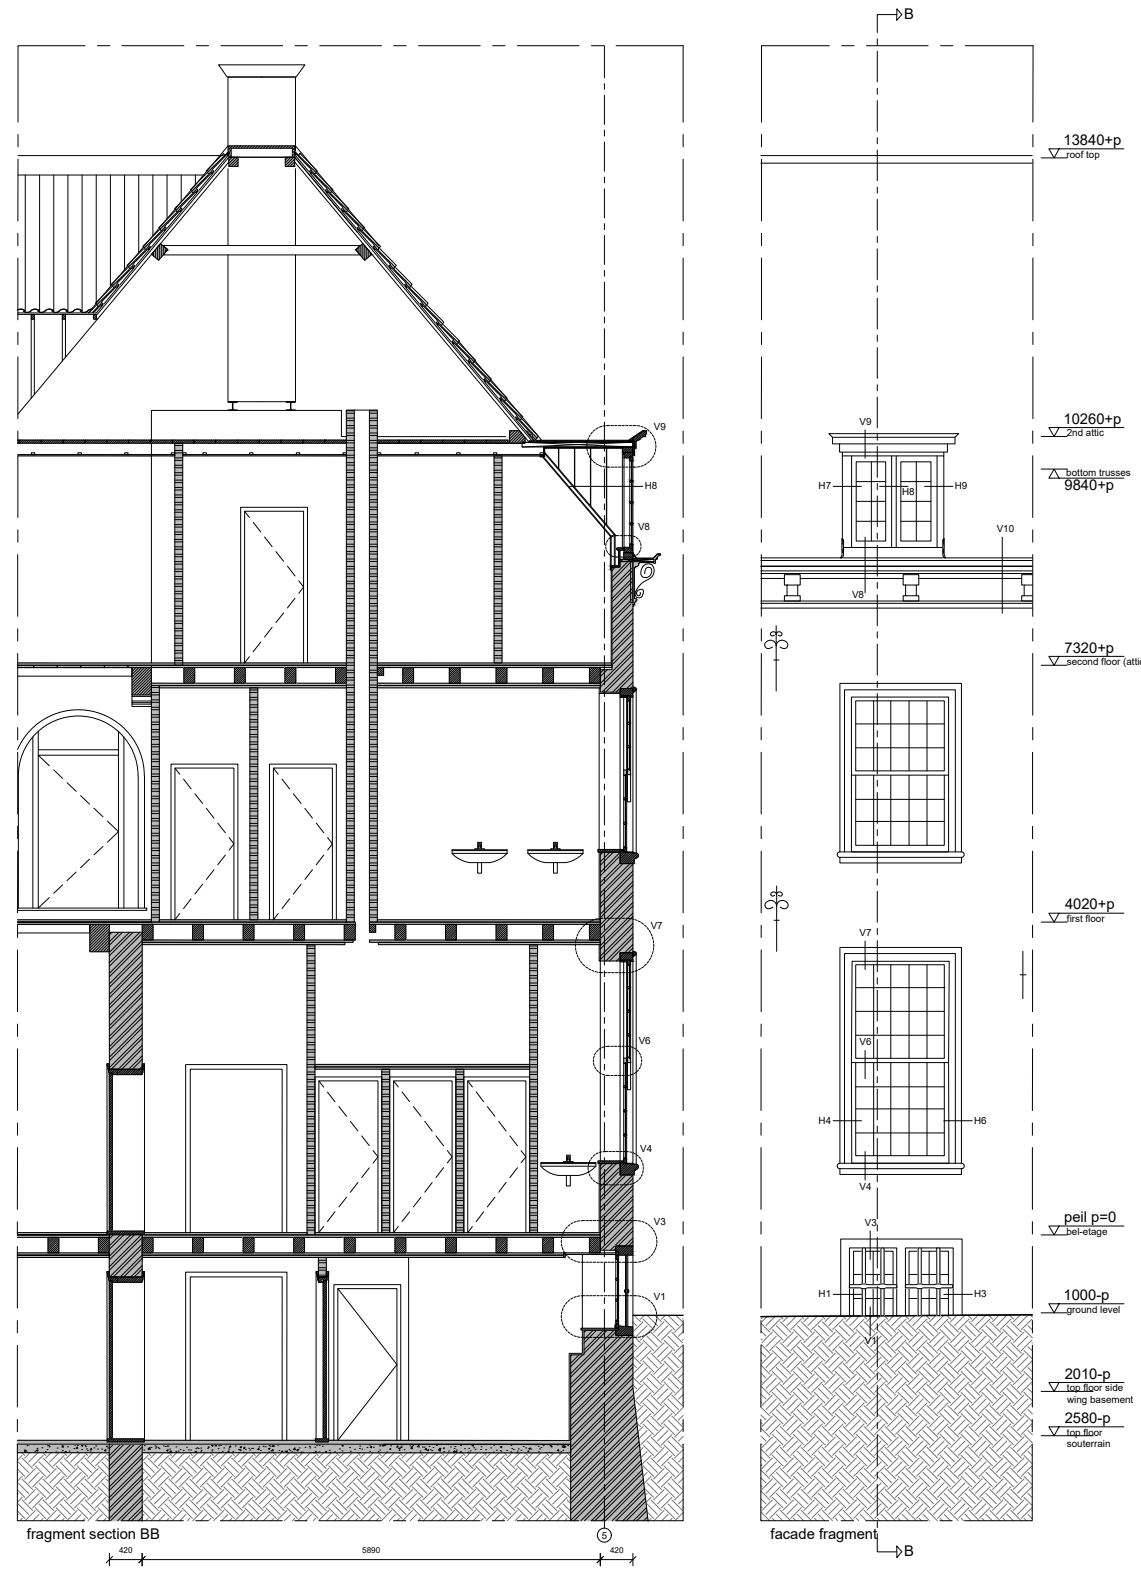 B
13840+p
roof top
V9
10260+p
2nd attic
V9
bottom trusses
9840+p
H8
H7
H8
H9
V8
V10
V8
7320+p
second floor (attic
4020+p
first floor
V7
V7
V6
V6
H4
H6
V4
V4
peil p=0
bel-etage
V3
V3
V1
H1
H3
1000-p
ground level
V1
2010-p
top floor side
wing basement
2580-p
top floor
souterrain
fragment section BB
5
facade fragment
420
5890
420
B